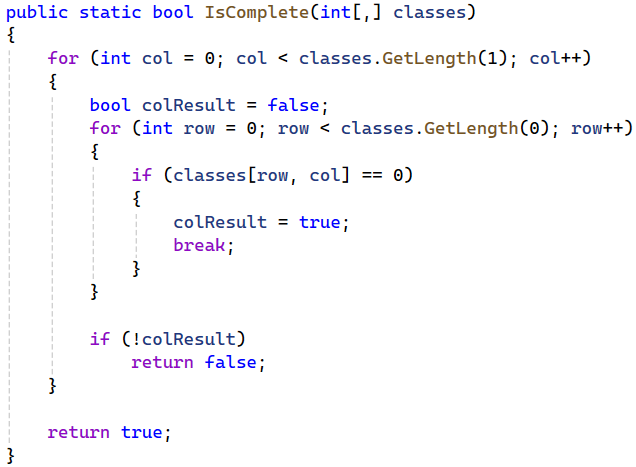 public static bool IsComplete(int[,] classes)
{
    for (int col = 0; col < classes.GetLength(1); col++)
    {
        bool colResult = false;
        for (int row = 0; row < classes.GetLength(0); row++)
        {
            if (classes[row, col] == 0)
            {
                colResult = true;
                break;
            }
        }

        if (!colResult)
            return false;
    }

    return true;
}